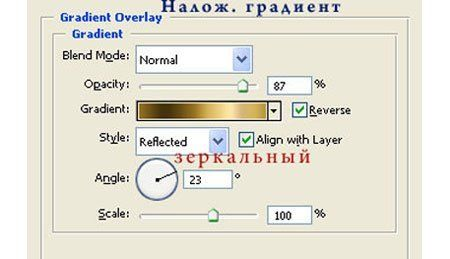 Налож. градиент
Gradient Overlay
Gradient
Blend Mode: Normal
Opacity: 87 %
Gradient: Reverse
Style: Reflected Align with Layer
зеркальный
Angle: 23 °
Scale: 100 %